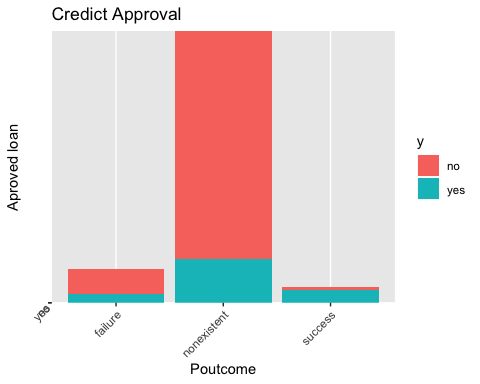 Credict Approval
Aproved loan
y
no
yes
failure
nonexistent
success
Poutcome